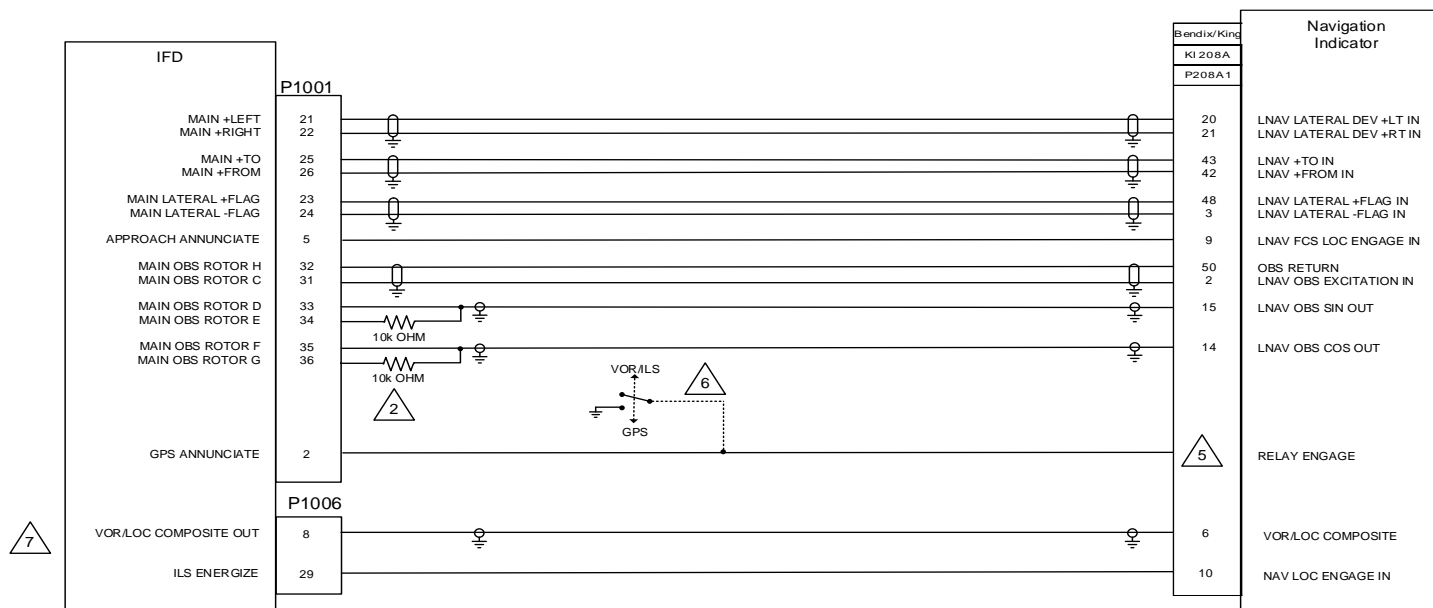 Bendix/King
Navigation
Indicator
IFD
KI 208A
P208A1
P1001
MAIN +LEFT 21 20 LNAV LATERAL DEV +LT IN
MAIN +RIGHT 22 21 LNAV LATERAL DEV +RT IN
MAIN +TO 25 43 LNAV +TO IN
MAIN +FROM 26 42 LNAV +FROM IN
MAIN LATERAL +FLAG 23 48 LNAV LATERAL +FLAG IN
MAIN LATERAL -FLAG 24 3 LNAV LATERAL -FLAG IN
APPROACH ANNUNCIATE 5 9 LNAV FCS LOC ENGAGE IN
MAIN OBS ROTOR H 32 50 OBS RETURN
MAIN OBS ROTOR C 31 2 LNAV OBS EXCITATION IN
MAIN OBS ROTOR D 33 15 LNAV OBS SIN OUT
MAIN OBS ROTOR E 34
10k OHM
MAIN OBS ROTOR F 35 14 LNAV OBS COS OUT
MAIN OBS ROTOR G 36
10k OHM
VOR/ILS
6
2
GPS
GPS ANNUNCIATE 2 5 RELAY ENGAGE
P1006
7
VOR/LOC COMPOSITE OUT 8 6 VOR/LOC COMPOSITE
ILS ENERGIZE 29 10 NAV LOC ENGAGE IN